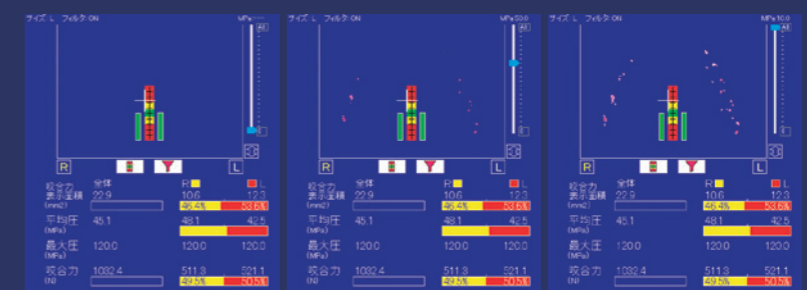 サイズ L フィルタ ON MPa ----
All
R L
咬合力
表示面積 全体 R L
(mm2) 22.9 10.6 12.3
46.4% 53.6%
平均圧 45.1 48.1 42.5
(MPa)
最大圧 120.0 120.0 120.0
(MPa)
咬合力 1032.4 511.3 521.1
(N) 49.5% 50.5%
サイズ L フィルタ ON MPa 50.0
All
R L
咬合力
表示面積 全体 R L
(mm2) 22.9 10.6 12.3
46.4% 53.6%
平均圧 45.1 48.1 42.5
(MPa)
最大圧 120.0 120.0 120.0
(MPa)
咬合力 1032.4 511.3 521.1
(N) 49.5% 50.5%
サイズ L フィルタ ON MPa 10.0
All
R L
咬合力
表示面積 全体 R L
(mm2) 22.9 10.6 12.3
46.4% 53.6%
平均圧 45.1 48.1 42.5
(MPa)
最大圧 120.0 120.0 120.0
(MPa)
咬合力 1032.4 511.3 521.1
(N) 49.5% 50.5%